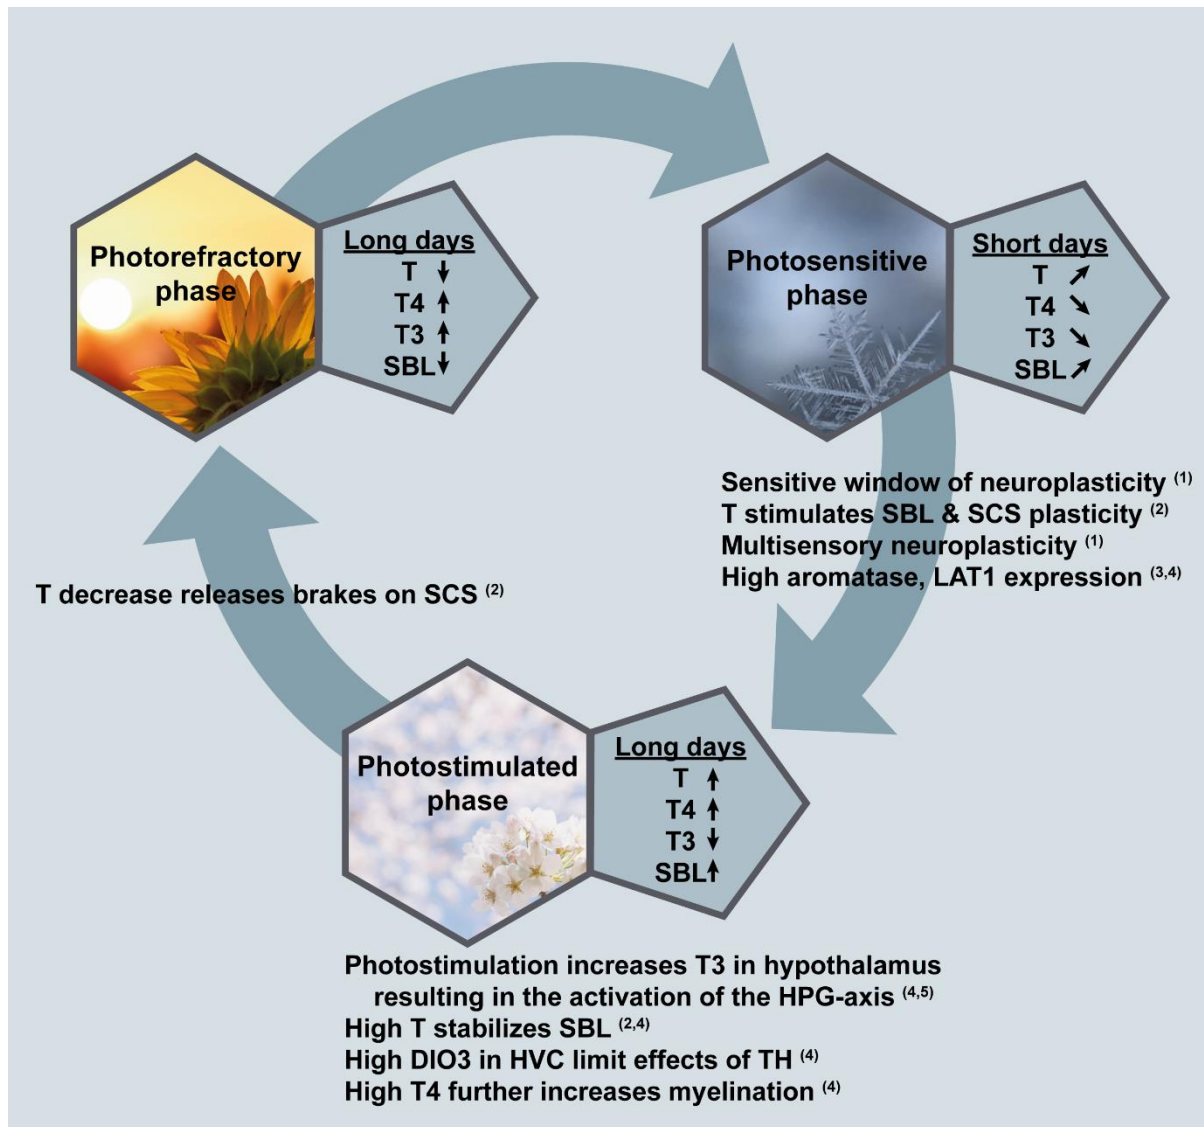 Photorefractory
phase
Long days
T ↓
T4 ↑
T3 ↑
SBL ↓
Photosensitive
phase
Short days
T ↗
T4 ↘
T3 ↘
SBL ↗
Sensitive window of neuroplasticity (1)
T stimulates SBL & SCS plasticity (2)
Multisensory neuroplasticity (1)
High aromatase, LAT1 expression (3,4)
T decrease releases brakes on SCS (2)
Photostimulated
phase
Long days
T ↑
T4 ↑
T3 ↓
SBL ↑
Photostimulation increases T3 in hypothalamus
resulting in the activation of the HPG-axis (4,5)
High T stabilizes SBL (2,4)
High DIO3 in HVC limit effects of TH (4)
High T4 further increases myelination (4)